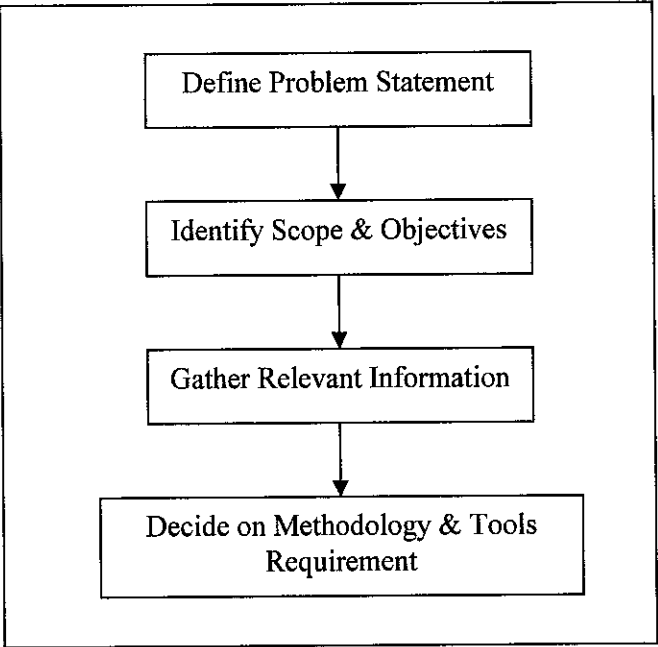 Define Problem Statement
Identify Scope & Objectives
Gather Relevant Information
Decide on Methodology & Tools
Requirement